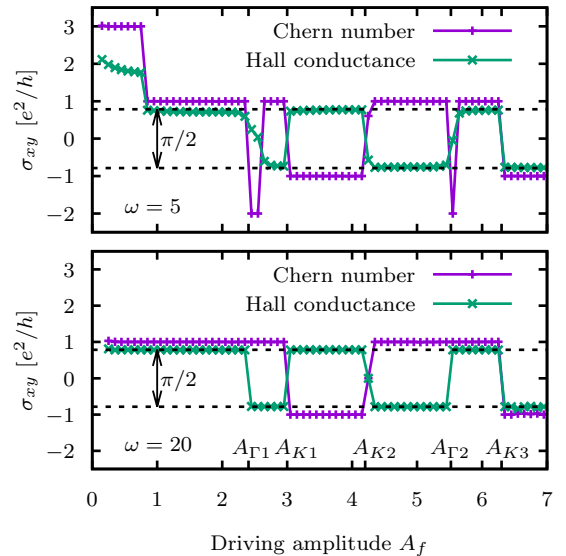 3
2
1
0
−1
−2
σxy [e²/h]
Chern number
Hall conductance
π/2
ω = 5
3
2
1
0
−1
−2
σxy [e²/h]
Chern number
Hall conductance
π/2
ω = 20
AΓ1 AK1 AK2 AΓ2 AK3
0 1 2 3 4 5 6 7
Driving amplitude Af